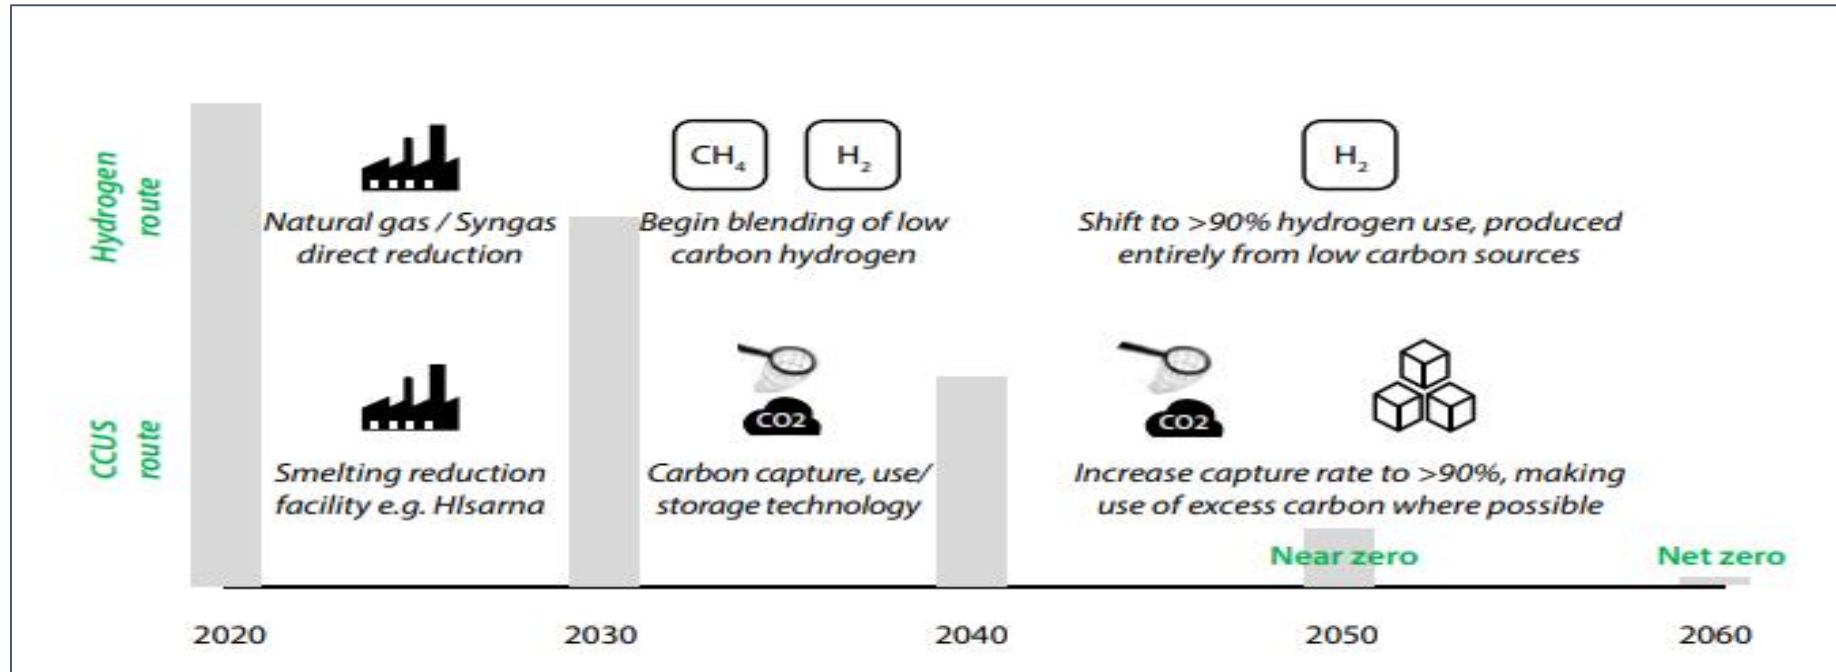 Hydrogen
route
CH₄
H₂
H₂
Natural gas / Syngas
direct reduction
Begin blending of low
carbon hydrogen
Shift to >90% hydrogen use, produced
entirely from low carbon sources
CCUS
route
CO2
CO2
Smelting reduction
facility e.g. HIsarna
Carbon capture, use/
storage technology
Increase capture rate to >90%, making
use of excess carbon where possible
Near zero
Net zero
2020
2030
2040
2050
2060